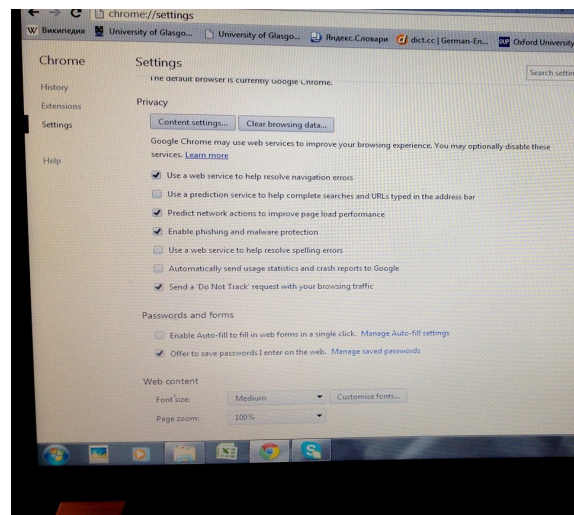 chrome://settings
Википедия University of Glasgo... University of Glasgo... Яндекс.Словари dict.cc | German-En... OUP Oxford University
Chrome
Settings
Search settin
The default browser is currently Google Chrome.
History
Extensions
Settings
Help
Privacy
Content settings... Clear browsing data...
Google Chrome may use web services to improve your browsing experience. You may optionally disable these
services. Learn more
Use a web service to help resolve navigation errors
Use a prediction service to help complete searches and URLs typed in the address bar
Predict network actions to improve page load performance
Enable phishing and malware protection
Use a web service to help resolve spelling errors
Automatically send usage statistics and crash reports to Google
Send a 'Do Not Track' request with your browsing traffic
Passwords and forms
Enable Auto-fill to fill in web forms in a single click. Manage Auto-fill settings
Offer to save passwords I enter on the web. Manage saved passwords
Web content
Font size: Medium Customise fonts...
Page zoom: 100%